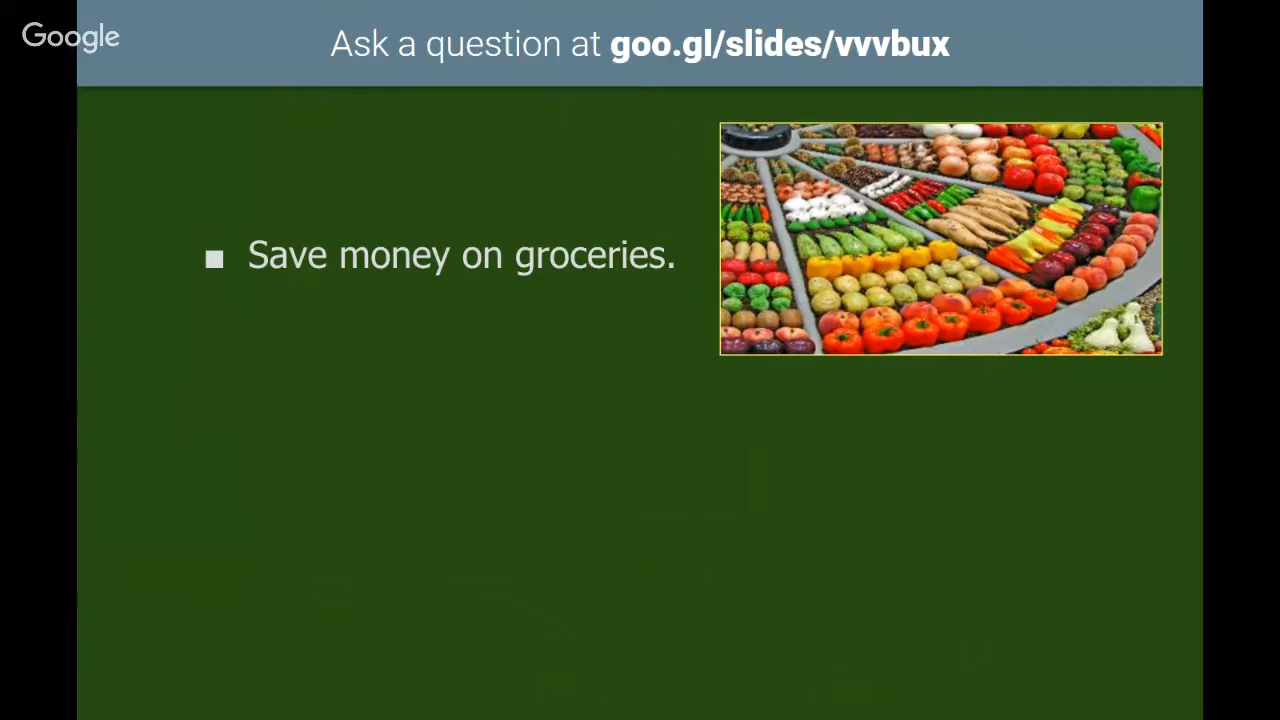 Google
Ask a question at goo.gl/slides/vvvbux
■ Save money on groceries.